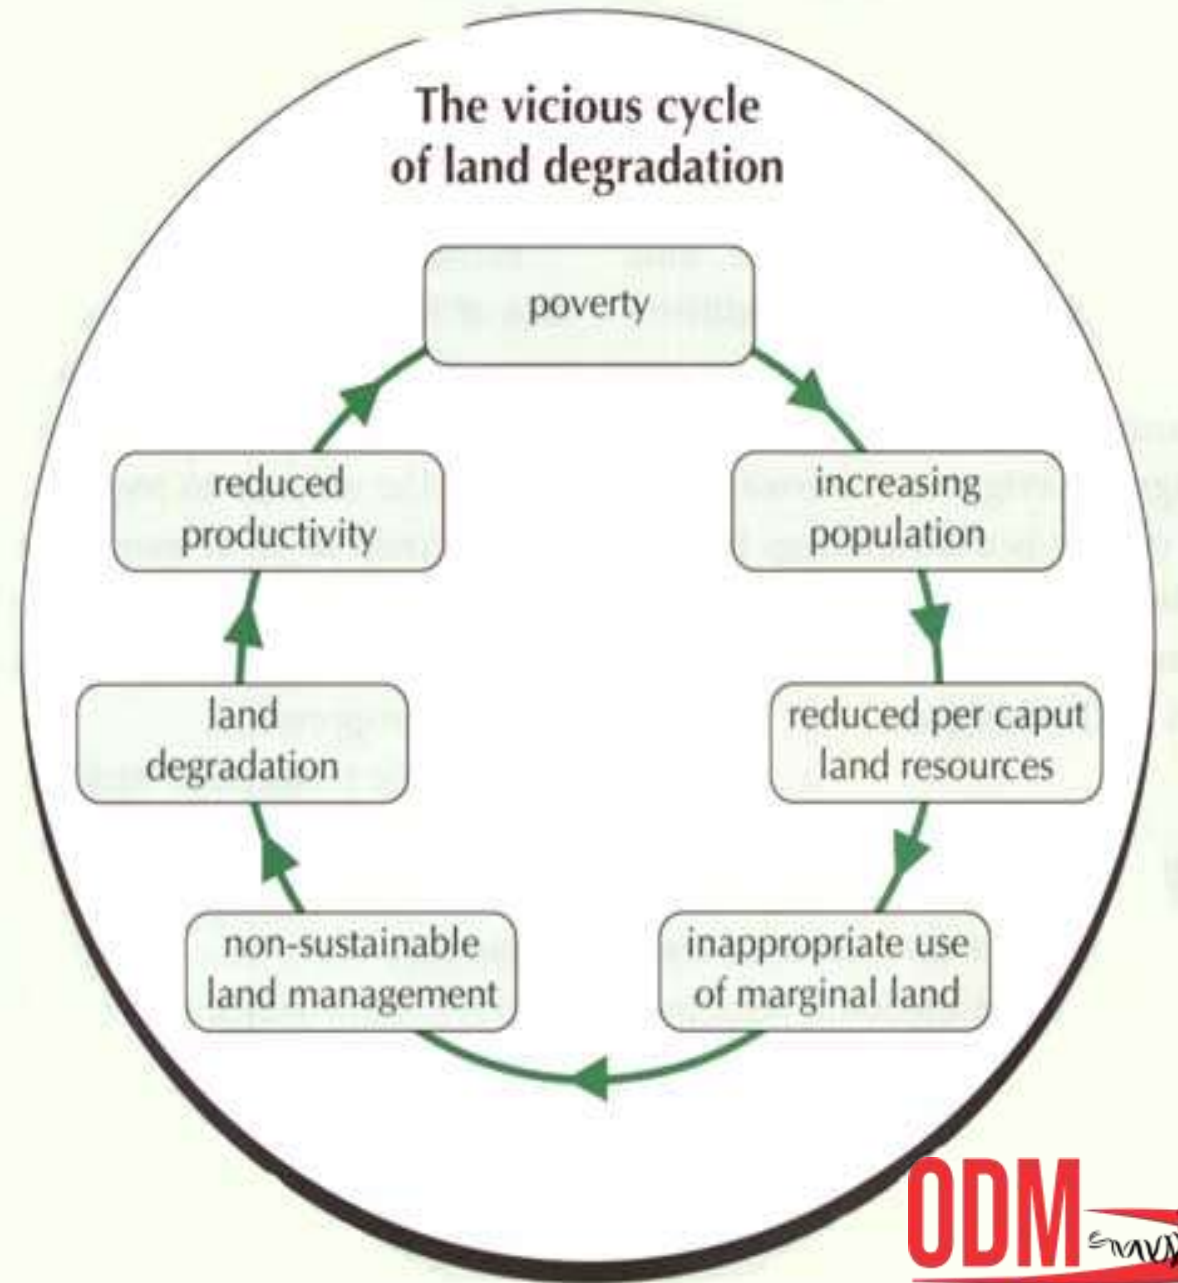 The vicious cycle
of land degradation
poverty
increasing
population
reduced per caput
land resources
inappropriate use
of marginal land
non-sustainable
land management
land
degradation
reduced
productivity
ODM